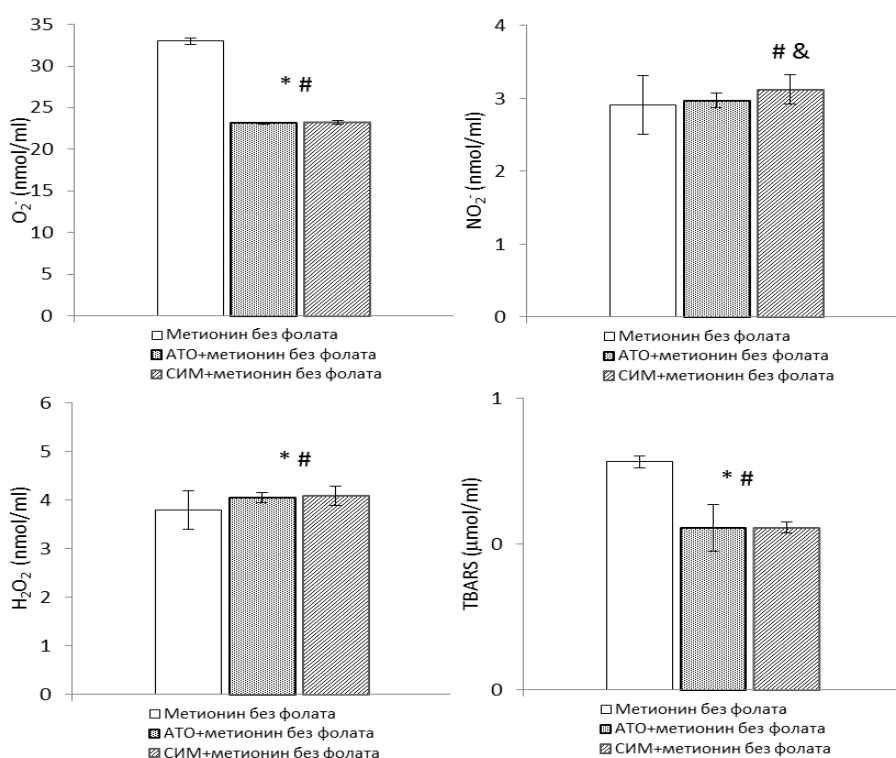 O₂⁻ (nmol/ml)
35
30
25
20
15
10
5
0
* #
Метионин без фолата
АТО+метионин без фолата
СИМ+метионин без фолата
NO₂⁻ (nmol/ml)
4
3
2
1
0
# &
Метионин без фолата
АТО+метионин без фолата
СИМ+метионин без фолата
H₂O₂ (nmol/ml)
6
5
4
3
2
1
0
* #
Метионин без фолата
АТО+метионин без фолата
СИМ+метионин без фолата
TBARS (μmol/ml)
1
0
0
* #
Метионин без фолата
АТО+метионин без фолата
СИМ+метионин без фолата